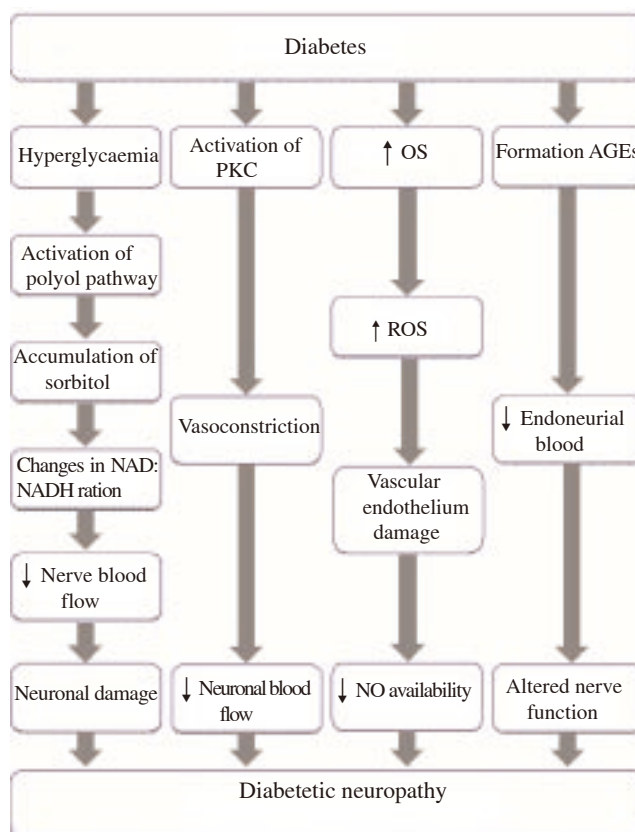 Diabetes
Hyperglycaemia
Activation of
polyol pathway
Accumulation of
sorbitol
Changes in NAD:
NADH ration
↓ Nerve blood
flow
Neuronal damage
Activation of
PKC
Vasoconstriction
↓ Neuronal blood
flow
↑ OS
↑ ROS
Vascular
endothelium
damage
↓ NO availability
Formation AGEs
↓ Endoneurial
blood
Altered nerve
function
Diabetetic neuropathy